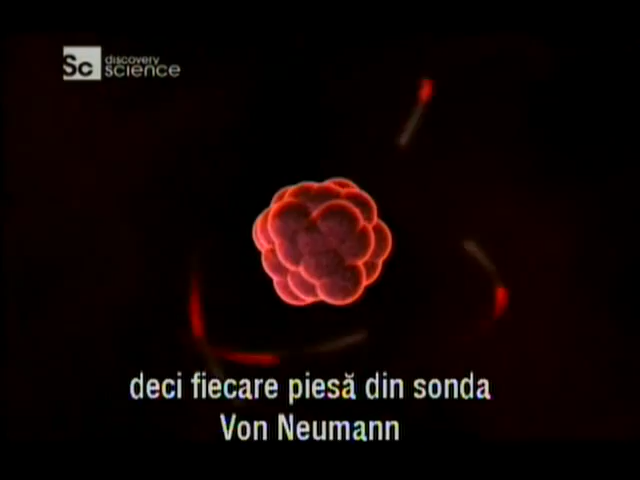 Sc discovery
science
deci fiecare piesă din sonda
Von Neumann